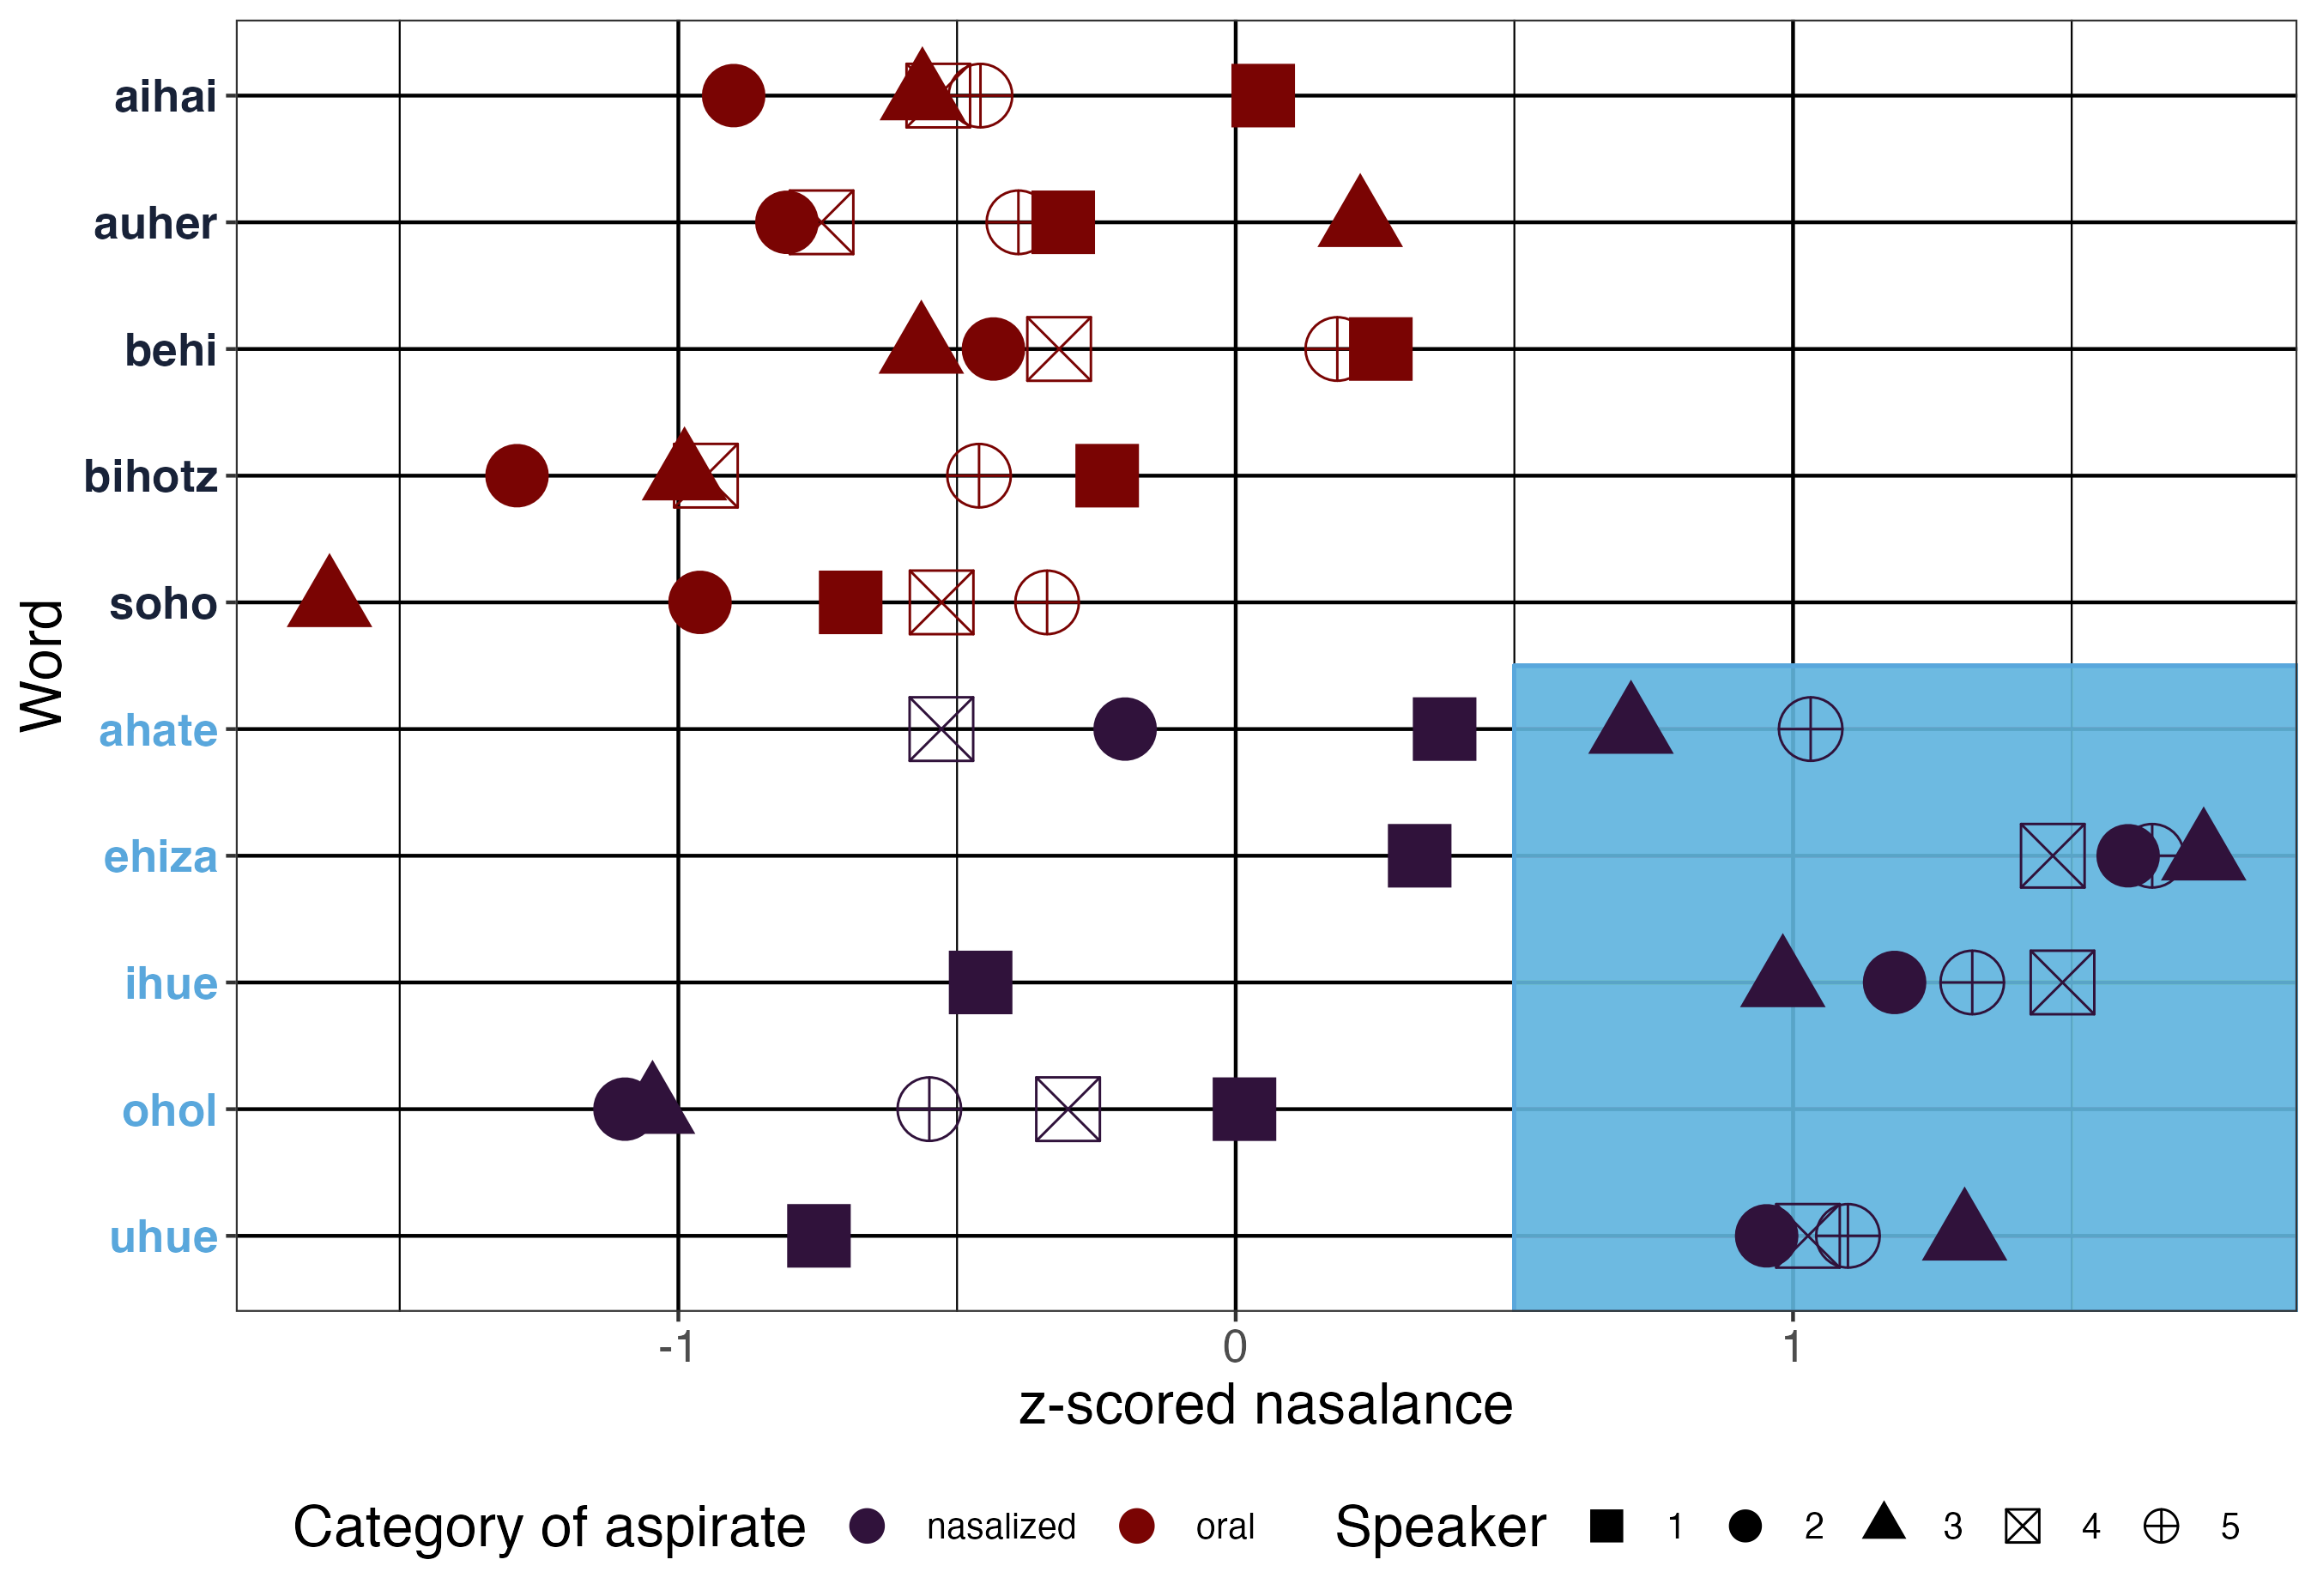 aihai
auher
behi
bihotz
soho
ahate
ehiza
ihue
ohol
uhue
Word
-1 0 1
z-scored nasalance
Category of aspirate nasalized oral Speaker 1 2 3 4 5